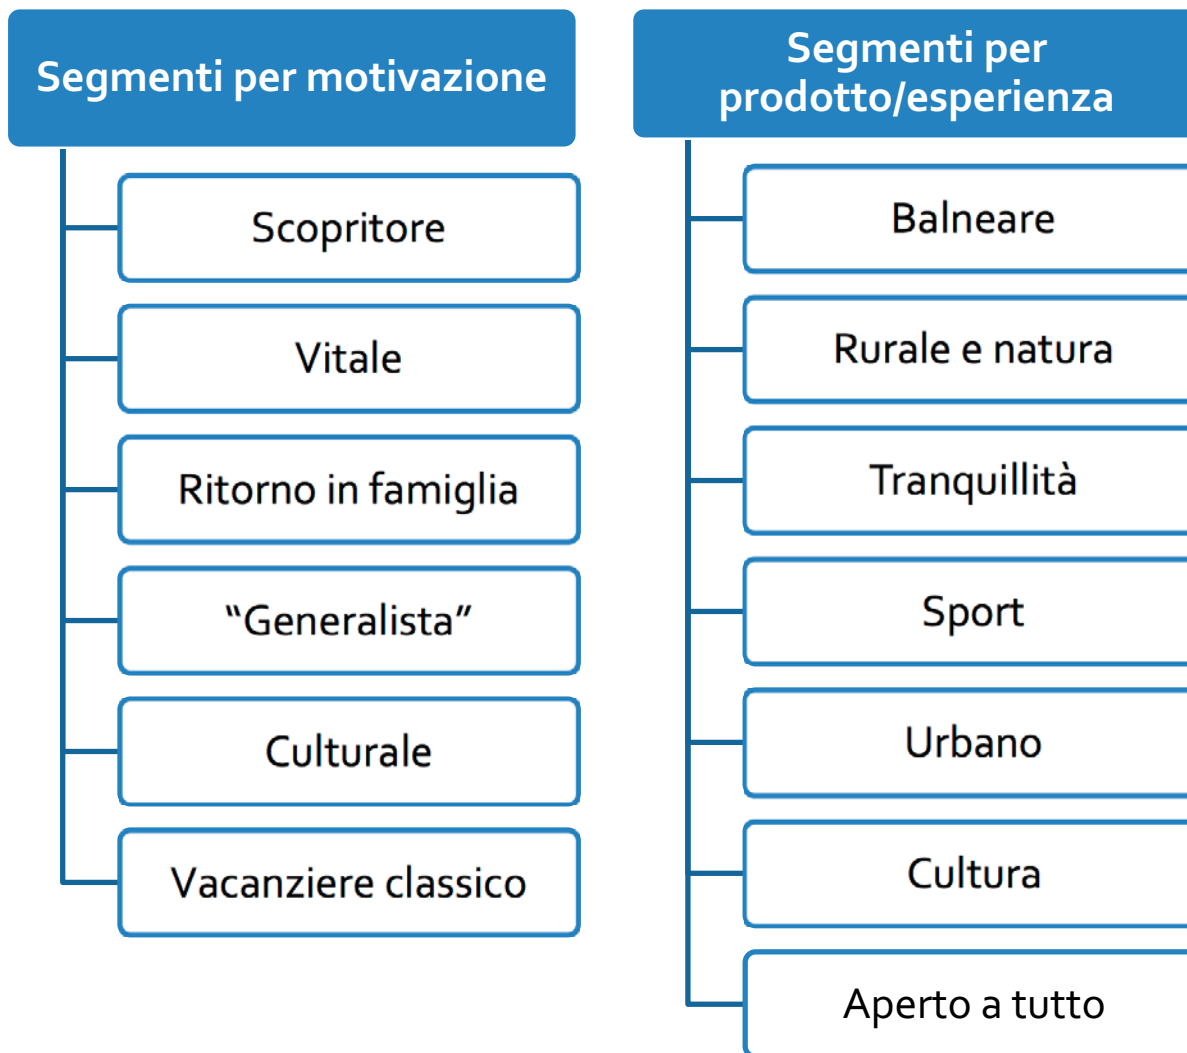 Segmenti per motivazione
Scopritore
Vitale
Ritorno in famiglia
“Generalista”
Culturale
Vacanziere classico
Segmenti per
prodotto/esperienza
Balneare
Rurale e natura
Tranquillità
Sport
Urbano
Cultura
Aperto a tutto